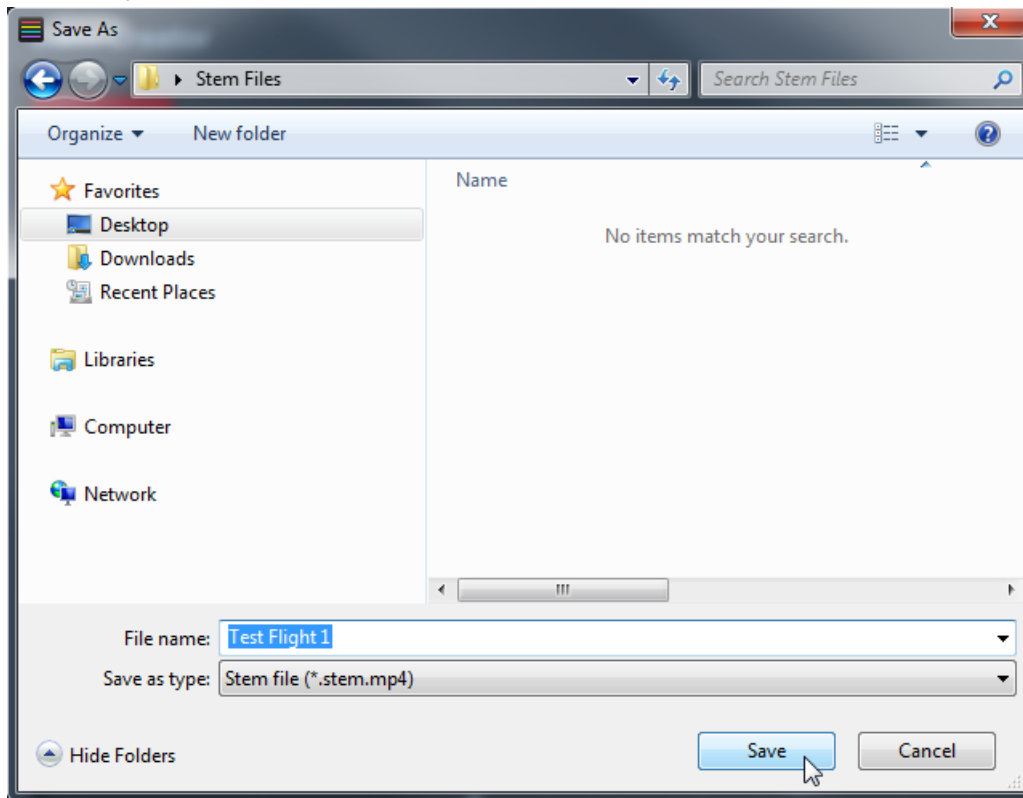 Save As
Stem Files
Search Stem Files
Organize
New folder
Favorites
Name
Desktop
No items match your search.
Downloads
Recent Places
Libraries
Computer
Network
File name: Test Flight 1
Save as type: Stem file (*.stem.mp4)
Hide Folders
Save
Cancel